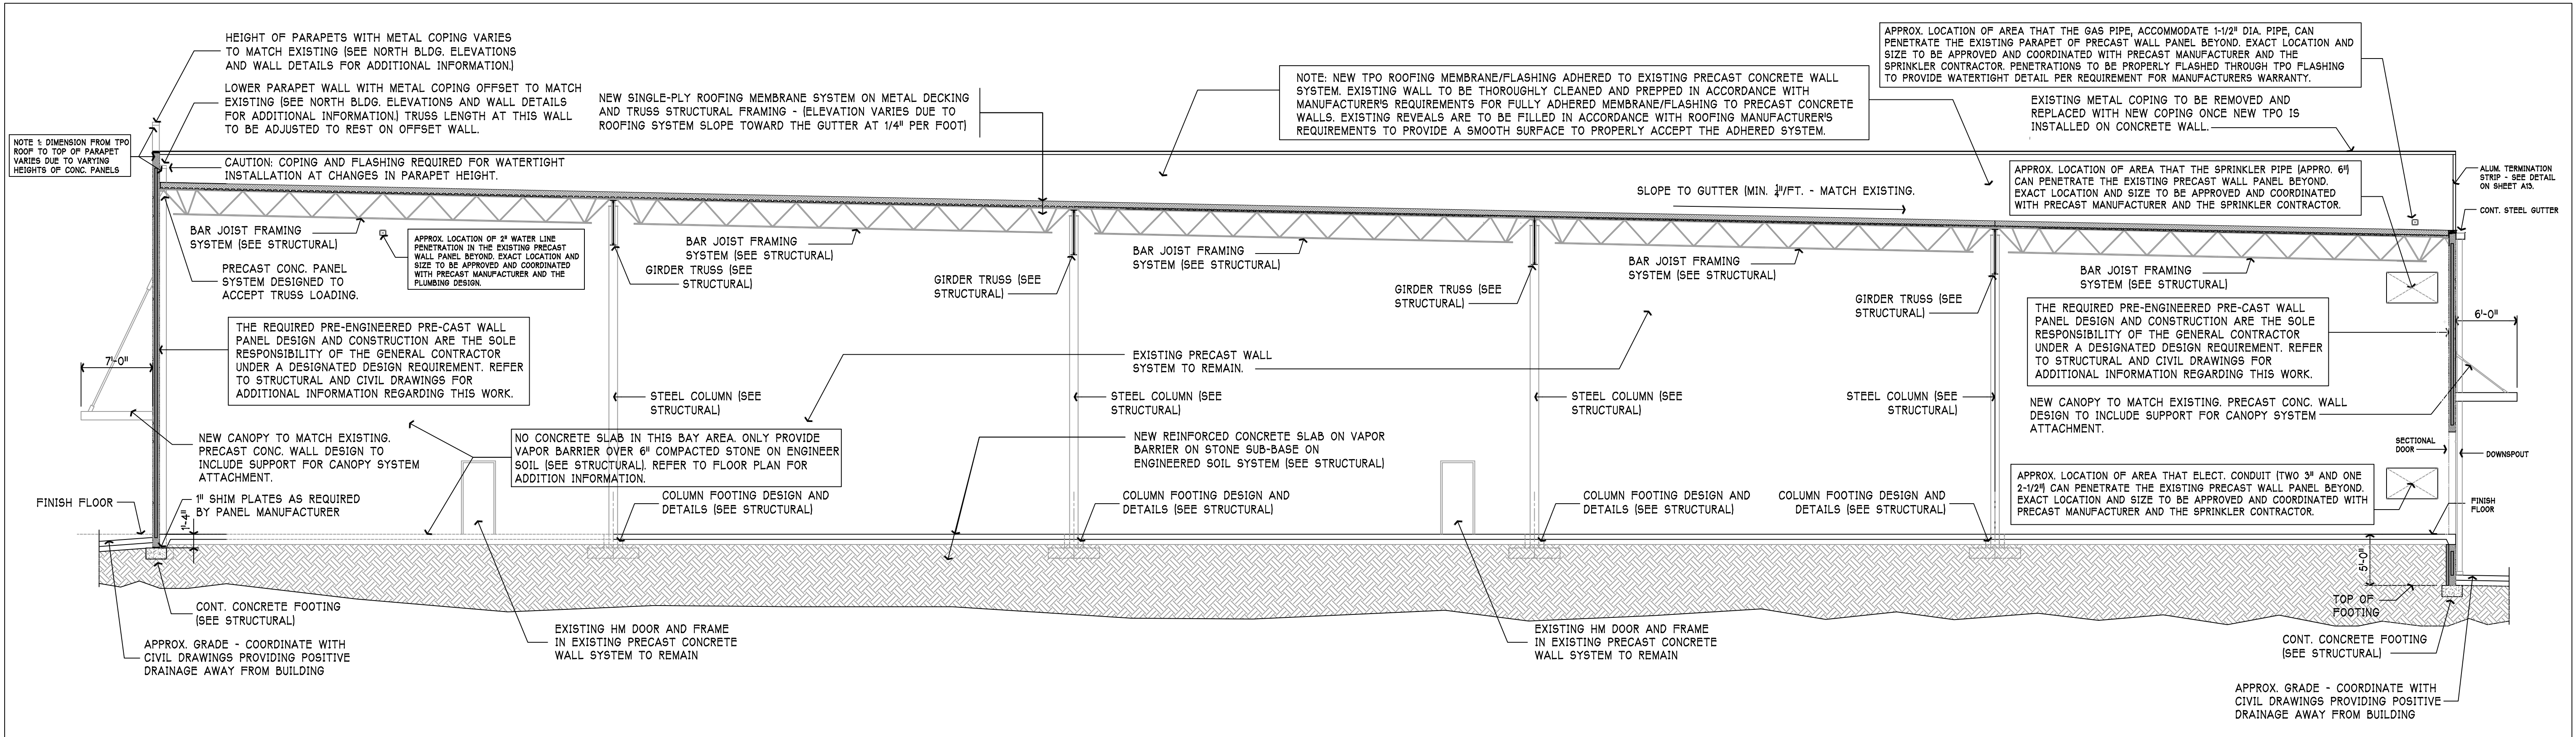 HEIGHT OF PARAPETS WITH METAL COPING VARIES
TO MATCH EXISTING (SEE NORTH BLDG. ELEVATIONS
AND WALL DETAILS FOR ADDITIONAL INFORMATION.)
LOWER PARAPET WALL WITH METAL COPING OFFSET TO MATCH
EXISTING (SEE NORTH BLDG. ELEVATIONS AND WALL DETAILS
FOR ADDITIONAL INFORMATION.) TRUSS LENGTH AT THIS WALL
TO BE ADJUSTED TO REST ON OFFSET WALL.
NOTE 1: DIMENSION FROM TPO
ROOF TO TOP OF PARAPET
VARIES DUE TO VARYING
HEIGHTS OF CONC. PANELS
CAUTION: COPING AND FLASHING REQUIRED FOR WATERTIGHT
INSTALLATION AT CHANGES IN PARAPET HEIGHT.
NEW SINGLE-PLY ROOFING MEMBRANE SYSTEM ON METAL DECKING
AND TRUSS STRUCTURAL FRAMING - (ELEVATION VARIES DUE TO
ROOFING SYSTEM SLOPE TOWARD THE GUTTER AT 1/4" PER FOOT)
NOTE: NEW TPO ROOFING MEMBRANE/FLASHING ADHERED TO EXISTING PRECAST CONCRETE WALL
SYSTEM. EXISTING WALL TO BE THOROUGHLY CLEANED AND PREPPED IN ACCORDANCE WITH
MANUFACTURER'S REQUIREMENTS FOR FULLY ADHERED MEMBRANE/FLASHING TO PRECAST CONCRETE
WALLS. EXISTING REVEALS ARE TO BE FILLED IN ACCORDANCE WITH ROOFING MANUFACTURER'S
REQUIREMENTS TO PROVIDE A SMOOTH SURFACE TO PROPERLY ACCEPT THE ADHERED SYSTEM.
APPROX. LOCATION OF AREA THAT THE GAS PIPE, ACCOMMODATE 1-1/2" DIA. PIPE, CAN
PENETRATE THE EXISTING PARAPET OF PRECAST WALL PANEL BEYOND. EXACT LOCATION AND
SIZE TO BE APPROVED AND COORDINATED WITH PRECAST MANUFACTURER AND THE
SPRINKLER CONTRACTOR. PENETRATIONS TO BE PROPERLY FLASHED THROUGH TPO FLASHING
TO PROVIDE WATERTIGHT DETAIL PER REQUIREMENT FOR MANUFACTURERS WARRANTY.
EXISTING METAL COPING TO BE REMOVED AND
REPLACED WITH NEW COPING ONCE NEW TPO IS
INSTALLED ON CONCRETE WALL.
APPROX. LOCATION OF AREA THAT THE SPRINKLER PIPE (APPRO. 6")
CAN PENETRATE THE EXISTING PRECAST WALL PANEL BEYOND.
EXACT LOCATION AND SIZE TO BE APPROVED AND COORDINATED
WITH PRECAST MANUFACTURER AND THE SPRINKLER CONTRACTOR.
ALUM. TERMINATION
STRIP - SEE DETAIL
ON SHEET A13.
CONT. STEEL GUTTER
SLOPE TO GUTTER (MIN. 1/4"/FT. - MATCH EXISTING.
BAR JOIST FRAMING
SYSTEM (SEE STRUCTURAL)
APPROX. LOCATION OF 2" WATER LINE
PENETRATION IN THE EXISTING PRECAST
WALL PANEL BEYOND. EXACT LOCATION AND
SIZE TO BE APPROVED AND COORDINATED
WITH PRECAST MANUFACTURER AND THE
PLUMBING DESIGN.
PRECAST CONC. PANEL
SYSTEM DESIGNED TO
ACCEPT TRUSS LOADING.
GIRDER TRUSS (SEE
STRUCTURAL)
BAR JOIST FRAMING
SYSTEM (SEE STRUCTURAL)
GIRDER TRUSS (SEE
STRUCTURAL)
BAR JOIST FRAMING
SYSTEM (SEE STRUCTURAL)
GIRDER TRUSS (SEE
STRUCTURAL)
BAR JOIST FRAMING
SYSTEM (SEE STRUCTURAL)
GIRDER TRUSS (SEE
STRUCTURAL)
BAR JOIST FRAMING
SYSTEM (SEE STRUCTURAL)
7'-0"
THE REQUIRED PRE-ENGINEERED PRE-CAST WALL
PANEL DESIGN AND CONSTRUCTION ARE THE SOLE
RESPONSIBILITY OF THE GENERAL CONTRACTOR
UNDER A DESIGNATED DESIGN REQUIREMENT. REFER
TO STRUCTURAL AND CIVIL DRAWINGS FOR
ADDITIONAL INFORMATION REGARDING THIS WORK.
EXISTING PRECAST WALL
SYSTEM TO REMAIN.
THE REQUIRED PRE-ENGINEERED PRE-CAST WALL
PANEL DESIGN AND CONSTRUCTION ARE THE SOLE
RESPONSIBILITY OF THE GENERAL CONTRACTOR
UNDER A DESIGNATED DESIGN REQUIREMENT. REFER
TO STRUCTURAL AND CIVIL DRAWINGS FOR
ADDITIONAL INFORMATION REGARDING THIS WORK.
6'-0"
STEEL COLUMN (SEE
STRUCTURAL)
STEEL COLUMN (SEE
STRUCTURAL)
STEEL COLUMN (SEE
STRUCTURAL)
STEEL COLUMN (SEE
STRUCTURAL)
NEW CANOPY TO MATCH EXISTING. PRECAST CONC. WALL
DESIGN TO INCLUDE SUPPORT FOR CANOPY SYSTEM
ATTACHMENT.
NEW CANOPY TO MATCH EXISTING.
PRECAST CONC. WALL DESIGN TO
INCLUDE SUPPORT FOR CANOPY SYSTEM
ATTACHMENT.
NO CONCRETE SLAB IN THIS BAY AREA. ONLY PROVIDE
VAPOR BARRIER OVER 6" COMPACTED STONE ON ENGINEER
SOIL (SEE STRUCTURAL). REFER TO FLOOR PLAN FOR
ADDITION INFORMATION.
NEW REINFORCED CONCRETE SLAB ON VAPOR
BARRIER ON STONE SUB-BASE ON
ENGINEERED SOIL SYSTEM (SEE STRUCTURAL)
SECTIONAL
DOOR
DOWNSPOUT
APPROX. LOCATION OF AREA THAT ELECT. CONDUIT (TWO 3" AND ONE
2-1/2") CAN PENETRATE THE EXISTING PRECAST WALL PANEL BEYOND.
EXACT LOCATION AND SIZE TO BE APPROVED AND COORDINATED WITH
PRECAST MANUFACTURER AND THE SPRINKLER CONTRACTOR.
FINISH FLOOR
1" SHIM PLATES AS REQUIRED
BY PANEL MANUFACTURER
1'-4"
COLUMN FOOTING DESIGN AND
DETAILS (SEE STRUCTURAL)
COLUMN FOOTING DESIGN AND
DETAILS (SEE STRUCTURAL)
COLUMN FOOTING DESIGN AND
DETAILS (SEE STRUCTURAL)
COLUMN FOOTING DESIGN AND
DETAILS (SEE STRUCTURAL)
FINISH
FLOOR
5'-0"
TOP OF
FOOTING
CONT. CONCRETE FOOTING
(SEE STRUCTURAL)
APPROX. GRADE - COORDINATE WITH
CIVIL DRAWINGS PROVIDING POSITIVE
DRAINAGE AWAY FROM BUILDING
EXISTING HM DOOR AND FRAME
IN EXISTING PRECAST CONCRETE
WALL SYSTEM TO REMAIN
EXISTING HM DOOR AND FRAME
IN EXISTING PRECAST CONCRETE
WALL SYSTEM TO REMAIN
CONT. CONCRETE FOOTING
(SEE STRUCTURAL)
APPROX. GRADE - COORDINATE WITH
CIVIL DRAWINGS PROVIDING POSITIVE
DRAINAGE AWAY FROM BUILDING